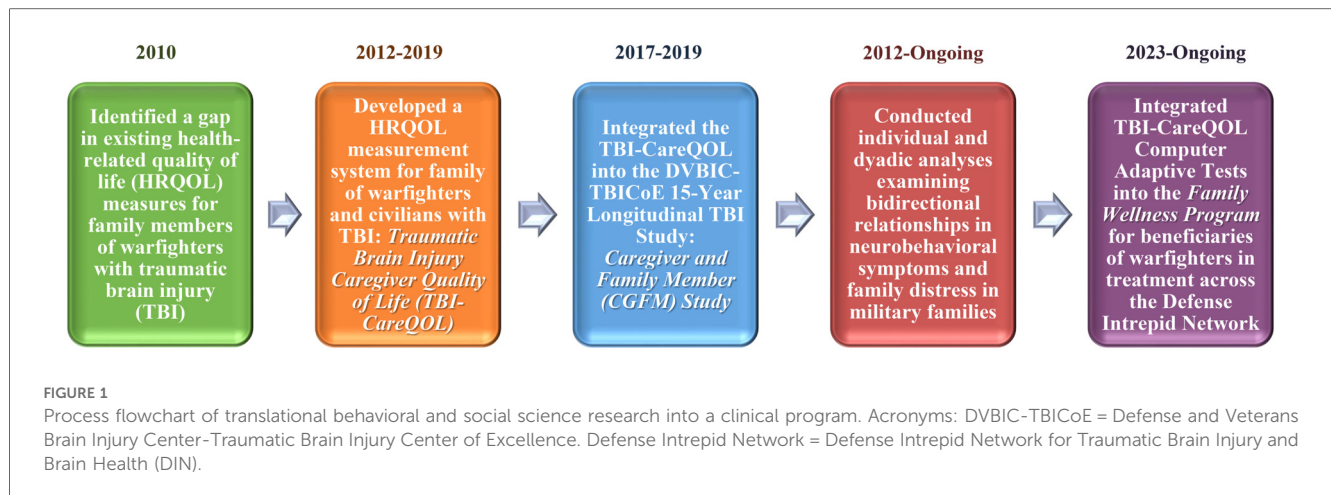 2010
Identified a gap
in existing health-
related quality of
life (HRQOL)
measures for
family members
of warfighters
with traumatic
brain injury
(TBI)
2012-2019
Developed a
HRQOL
measurement
system for family
of warfighters
and civilians with
TBI: Traumatic
Brain Injury
Caregiver Quality
of Life (TBI-
CareQOL)
2017-2019
Integrated the
TBI-CareQOL
into the DVBIC-
TBICoE 15-Year
Longitudinal TBI
Study:
Caregiver and
Family Member
(CGFM) Study
2012-Ongoing
Conducted
individual and
dyadic analyses
examining
bidirectional
relationships in
neurobehavioral
symptoms and
family distress in
military families
2023-Ongoing
Integrated
TBI-CareQOL
Computer
Adaptive Tests
into the Family
Wellness Program
for beneficiaries
of warfighters in
treatment across
the Defense
Intrepid Network
FIGURE 1
Process flowchart of translational behavioral and social science research into a clinical program. Acronyms: DVBIC-TBICoE = Defense and Veterans
Brain Injury Center-Traumatic Brain Injury Center of Excellence. Defense Intrepid Network = Defense Intrepid Network for Traumatic Brain Injury and
Brain Health (DIN).